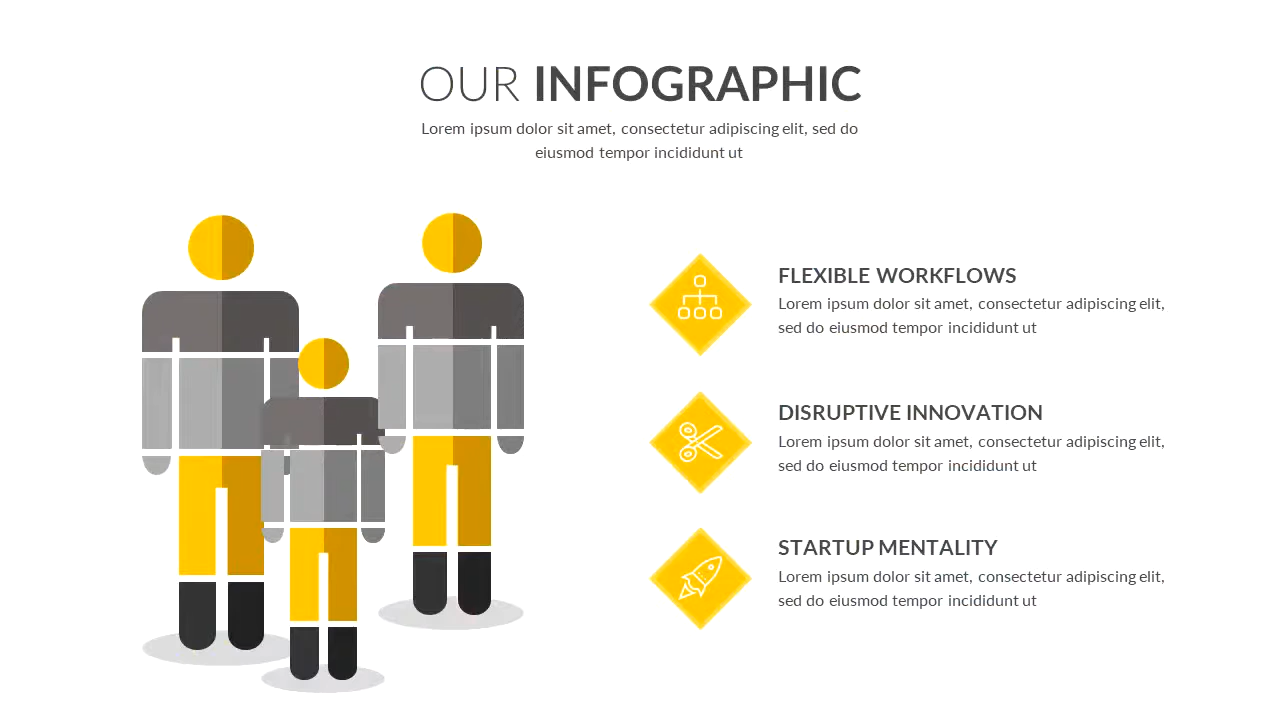 OUR INFOGRAPHIC
Lorem ipsum dolor sit amet, consectetur adipiscing elit, sed do
eiusmod tempor incididunt ut
FLEXIBLE WORKFLOWS
Lorem ipsum dolor sit amet, consectetur adipiscing elit,
sed do eiusmod tempor incididunt ut
DISRUPTIVE INNOVATION
Lorem ipsum dolor sit amet, consectetur adipiscing elit,
sed do eiusmod tempor incididunt ut
STARTUP MENTALITY
Lorem ipsum dolor sit amet, consectetur adipiscing elit,
sed do eiusmod tempor incididunt ut